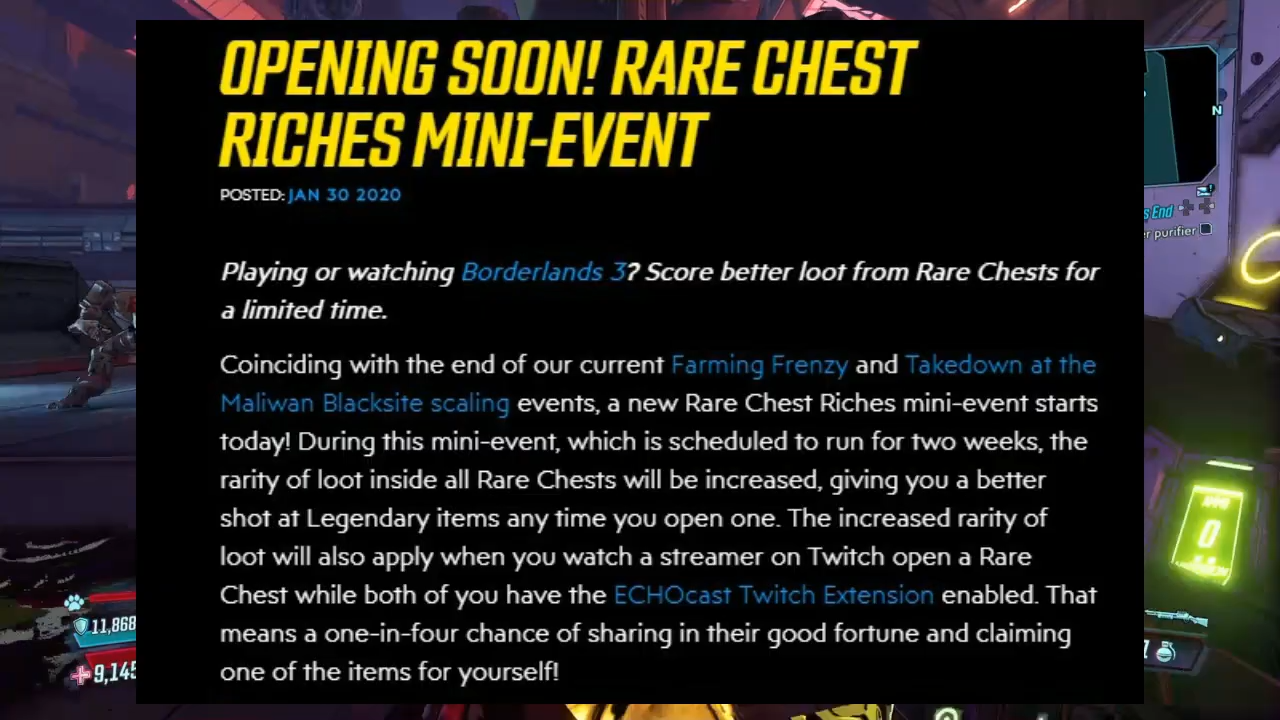 OPENING SOON! RARE CHEST
RICHES MINI-EVENT
POSTED: JAN 30 2020
Playing or watching Borderlands 3? Score better loot from Rare Chests for
a limited time.
Coinciding with the end of our current Farming Frenzy and Takedown at the
Maliwan Blacksite scaling events, a new Rare Chest Riches mini-event starts
today! During this mini-event, which is scheduled to run for two weeks, the
rarity of loot inside all Rare Chests will be increased, giving you a better
shot at Legendary items any time you open one. The increased rarity of
loot will also apply when you watch a streamer on Twitch open a Rare
Chest while both of you have the ECHOcast Twitch Extension enabled. That
means a one-in-four chance of sharing in their good fortune and claiming
one of the items for yourself!
N
s End
r purifier
0
11,868
9,145